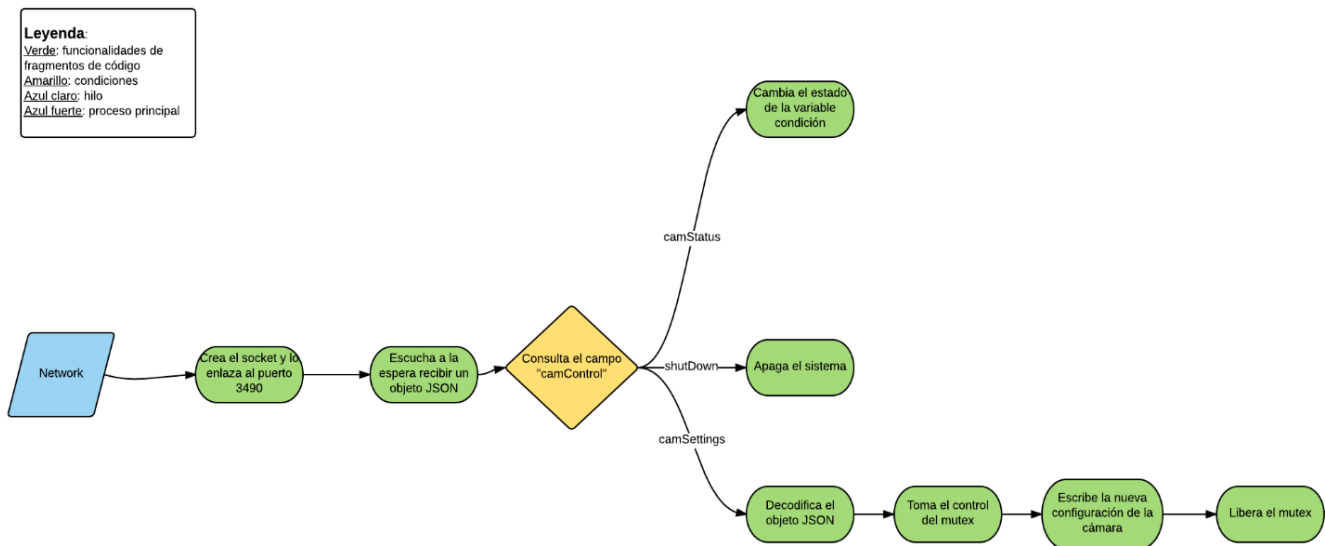 Leyenda:
Verde: funcionalidades de
fragmentos de código
Amarillo: condiciones
Azul claro: hilo
Azul fuerte: proceso principal
Cambia el estado
de la variable
condición
camStatus
Network
Crea el socket y lo
enlaza al puerto
3490
Escucha a la
espera recibir un
objeto JSON
Consulta el campo
"camControl"
shutDown
Apaga el sistema
camSettings
Decodifica el
objeto JSON
Toma el control
del mutex
Escribe la nueva
configuración de la
cámara
Libera el mutex